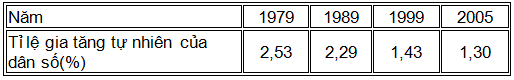 Năm 1979 1989 1999 2005
Tỉ lệ gia tăng tự nhiên của 2,53 2,29 1,43 1,30
dân số(%)